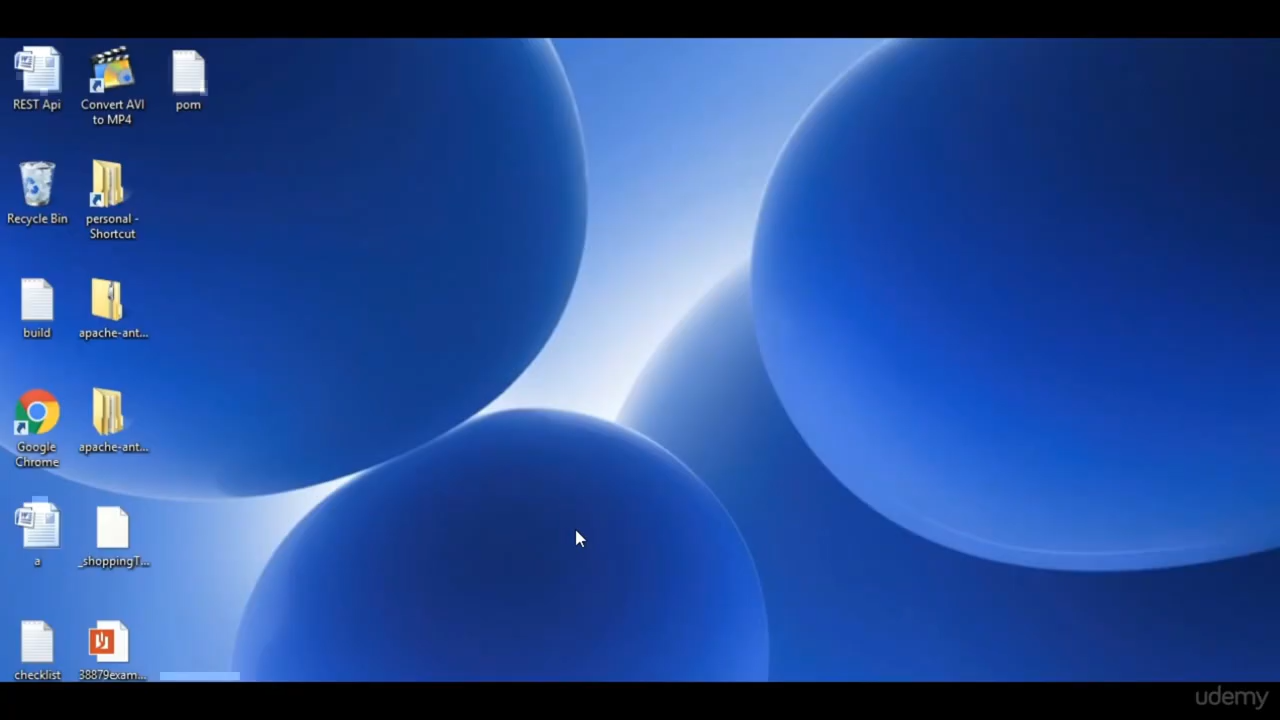 REST Api
Convert AVI
to MP4
pom
Recycle Bin
personal -
Shortcut
build
apache-ant...
Google
Chrome
apache-ant...
a
_shoppingT...
checklist
38879exam...
udemy